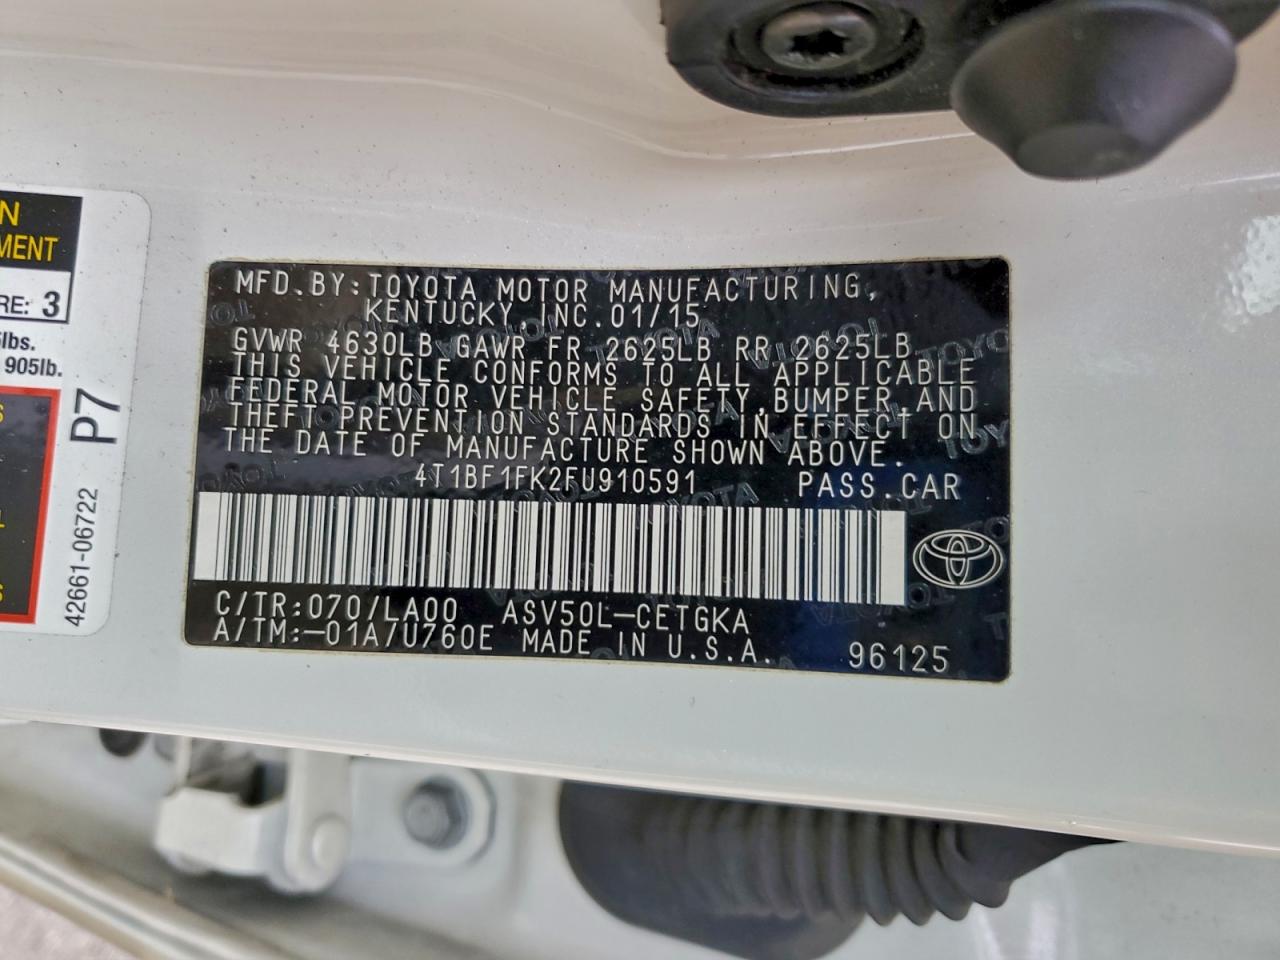 MFD.BY:TOYOTA MOTOR MANUFACTURING,
KENTUCKY,INC.01/15
GVWR 4630LB GAWR FR 2625LB RR 2625LB
THIS VEHICLE CONFORMS TO ALL APPLICABLE
FEDERAL MOTOR VEHICLE SAFETY,BUMPER,AND
THEFT PREVENTION STANDARDS IN EFFECT ON
THE DATE OF MANUFACTURE SHOWN ABOVE.
4T1BF1FK2FU910591 PASS.CAR
C/TR:070/LA00 ASV50L-CETGKA
A/TM:-01A/U760E MADE IN U.S.A.
96125
RE: 3
lbs.
905lb.
P7
42661-06722